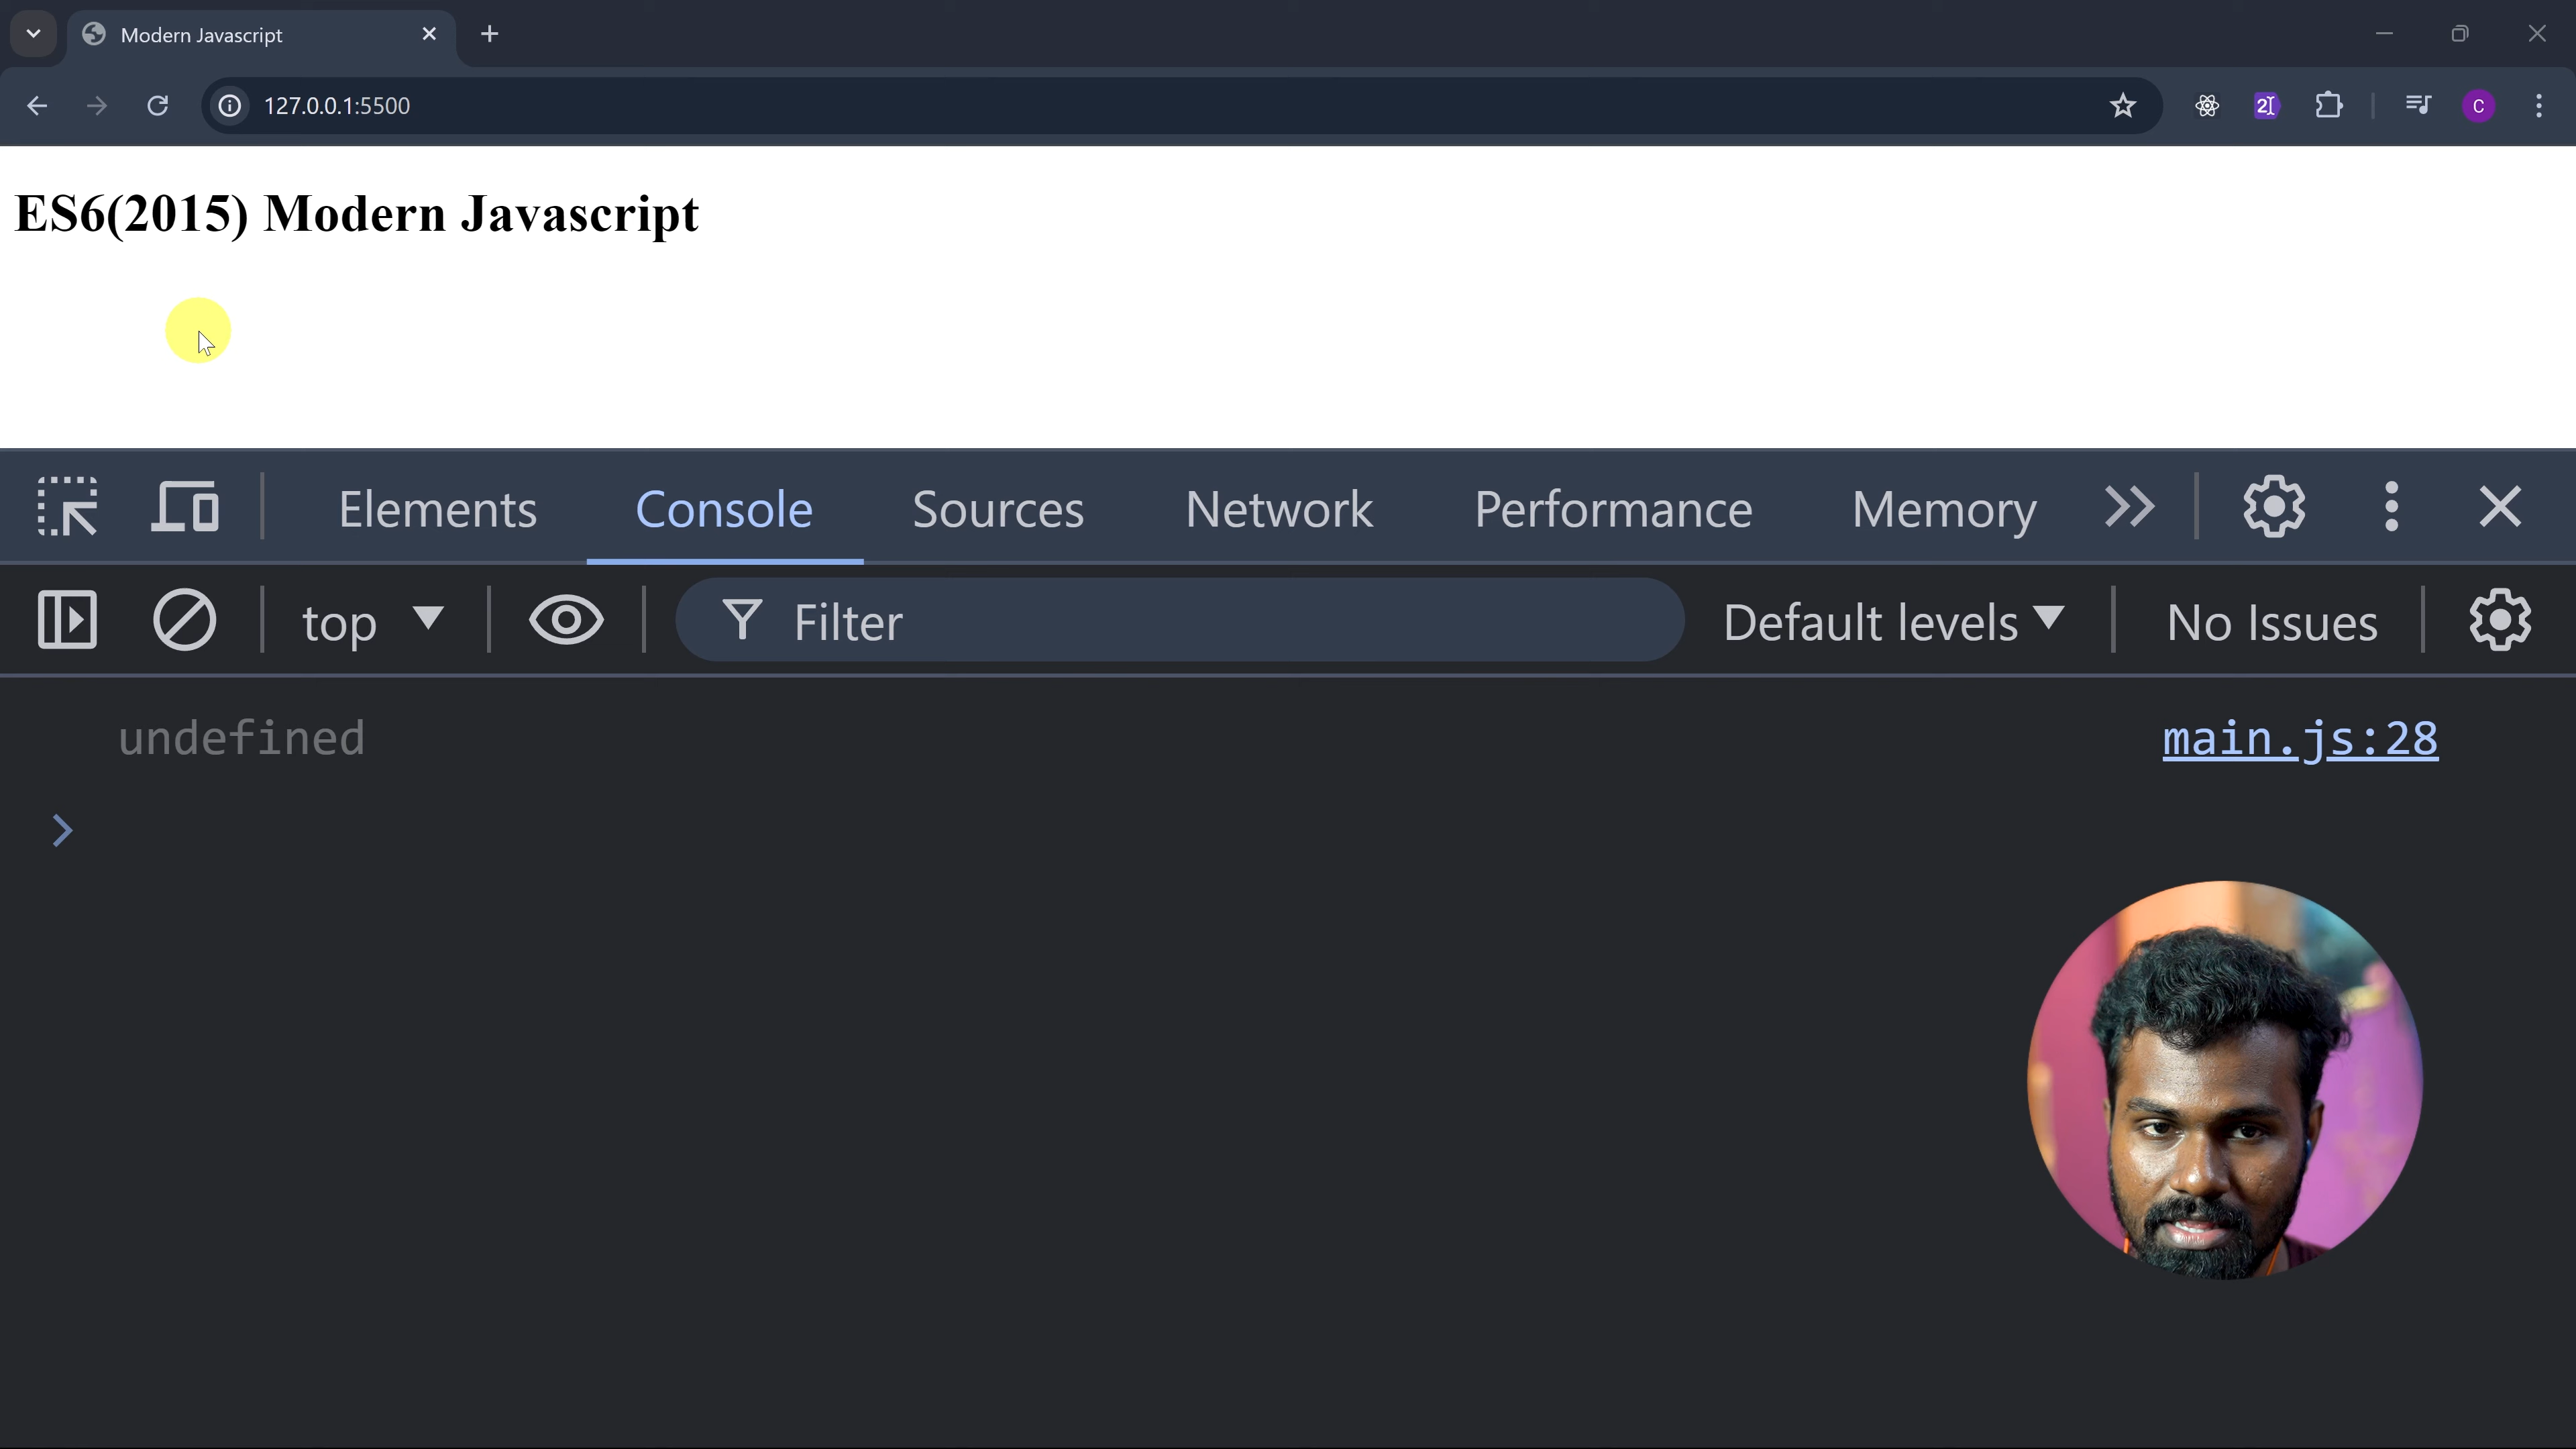 Modern Javascript
127.0.0.1:5500
2
C
ES6(2015) Modern Javascript
Elements Console Sources Network Performance Memory
top Filter Default levels No Issues
undefined main.js:28